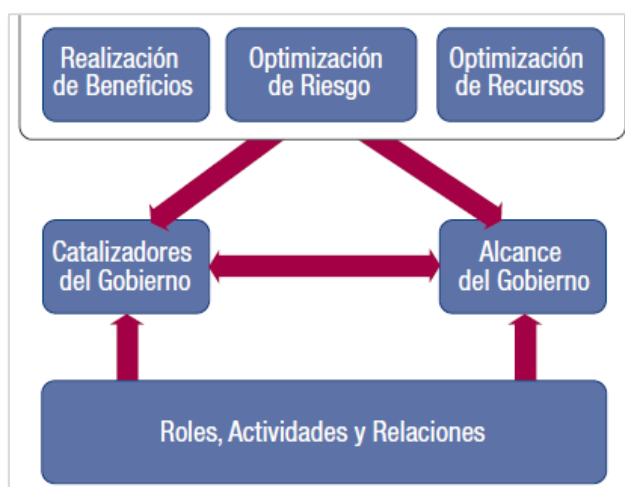 Realización
de Beneficios
Optimización
de Riesgo
Optimización
de Recursos
Catalizadores
del Gobierno
Alcance
del Gobierno
Roles, Actividades y Relaciones